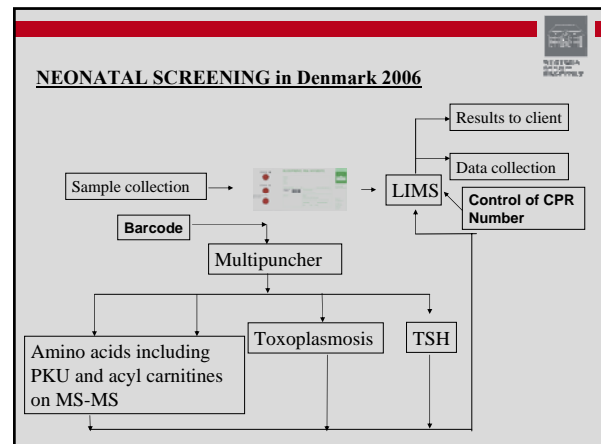 NEONATAL SCREENING in Denmark 2006
Results to client
Data collection
Sample collection
LIMS
Control of CPR
Number
Barcode
Multipuncher
Amino acids including
PKU and acyl carnitines
on MS-MS
Toxoplasmosis
TSH